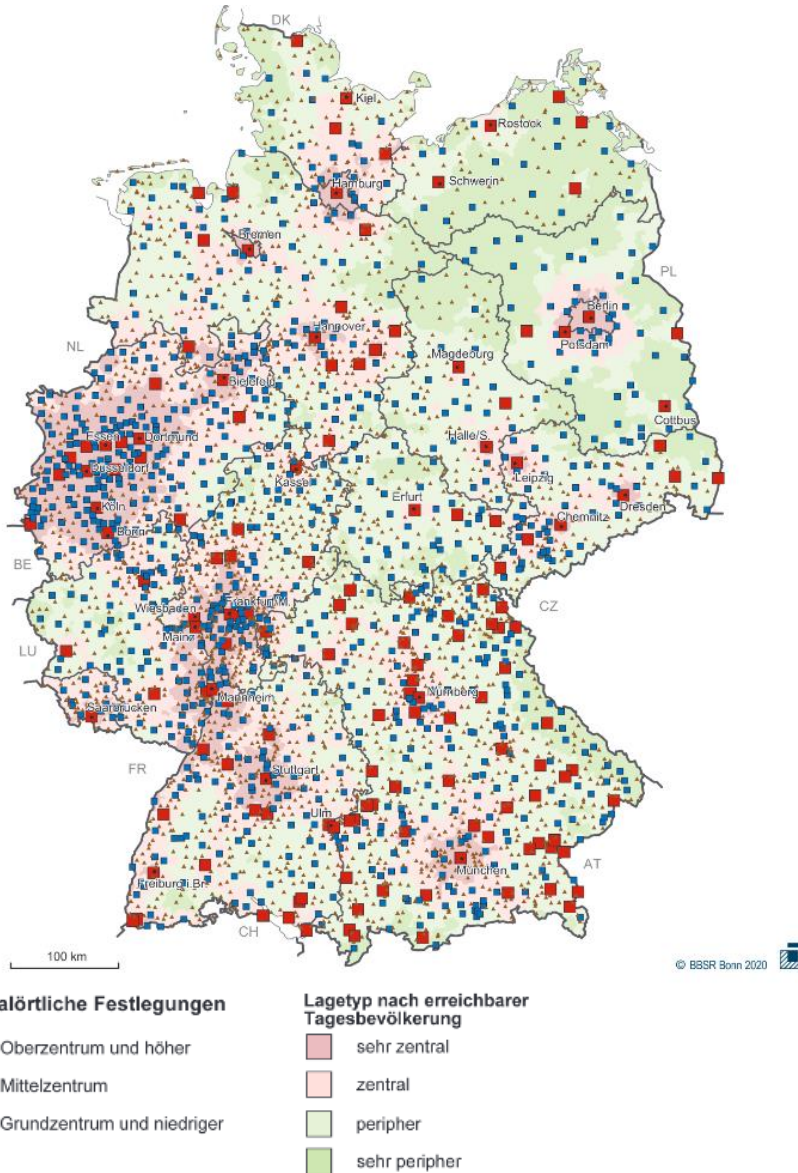 DK
Kiel
Rostock
Hamburg
Schwerin
Bremen
PL
Berlin
NL
Hannover
Potsdam
Magdeburg
Bielefeld
Cottbus
Essen
Dortmund
Halle/S.
Düsseldorf
Leipzig
Kassel
Erfurt
Dresden
Köln
Chemnitz
Bonn
BE
Wiesbaden
Frankfurt/M.
CZ
Mainz
LU
Mannheim
Nürnberg
Saarbrücken
FR
Stuttgart
Ulm
AT
München
Freiburg i.Br.
CH
100 km
© BBSR Bonn 2020
alörtliche Festlegungen
Oberzentrum und höher
Mittelzentrum
Grundzentrum und niedriger
Lagetyp nach erreichbarer
Tagesbevölkerung
sehr zentral
zentral
peripher
sehr peripher